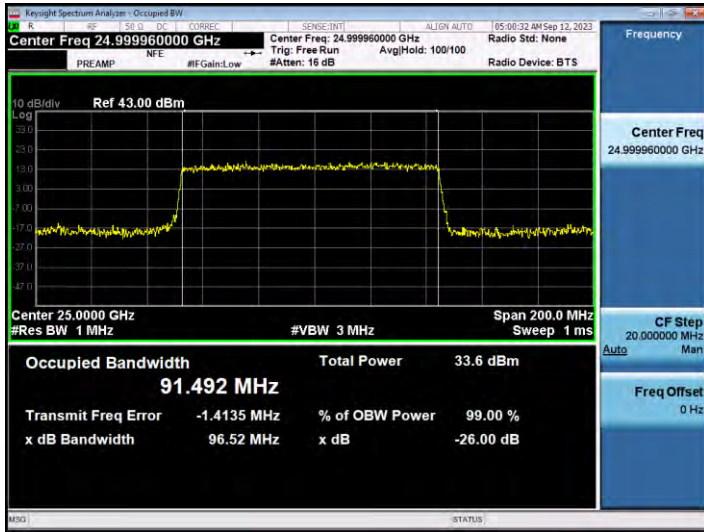 Keysight Spectrum Analyzer - Occupied BW
R RF 50 Ω DC CORREC SENSE:INT ALIGN AUTO 05:00:32 AM Sep 12, 2023
Center Freq 24.999960000 GHz
Center Freq: 24.999960000 GHz
Radio Std: None
NFE
Trig: Free Run Avg|Hold: 100/100
PREAMP #IFGain:Low #Atten: 16 dB Radio Device: BTS
10 dB/div Ref 43.00 dBm
Log
33.0
23.0
13.0
3.00
-7.00
-17.0
-27.0
-37.0
-47.0
Center 25.0000 GHz Span 200.0 MHz
#Res BW 1 MHz #VBW 3 MHz Sweep 1 ms
Occupied Bandwidth Total Power 33.6 dBm
91.492 MHz
Transmit Freq Error -1.4135 MHz % of OBW Power 99.00 %
x dB Bandwidth 96.52 MHz x dB -26.00 dB
MSG STATUS
Frequency
Center Freq
24.999960000 GHz
CF Step
20.000000 MHz
Auto Man
Freq Offset
0 Hz